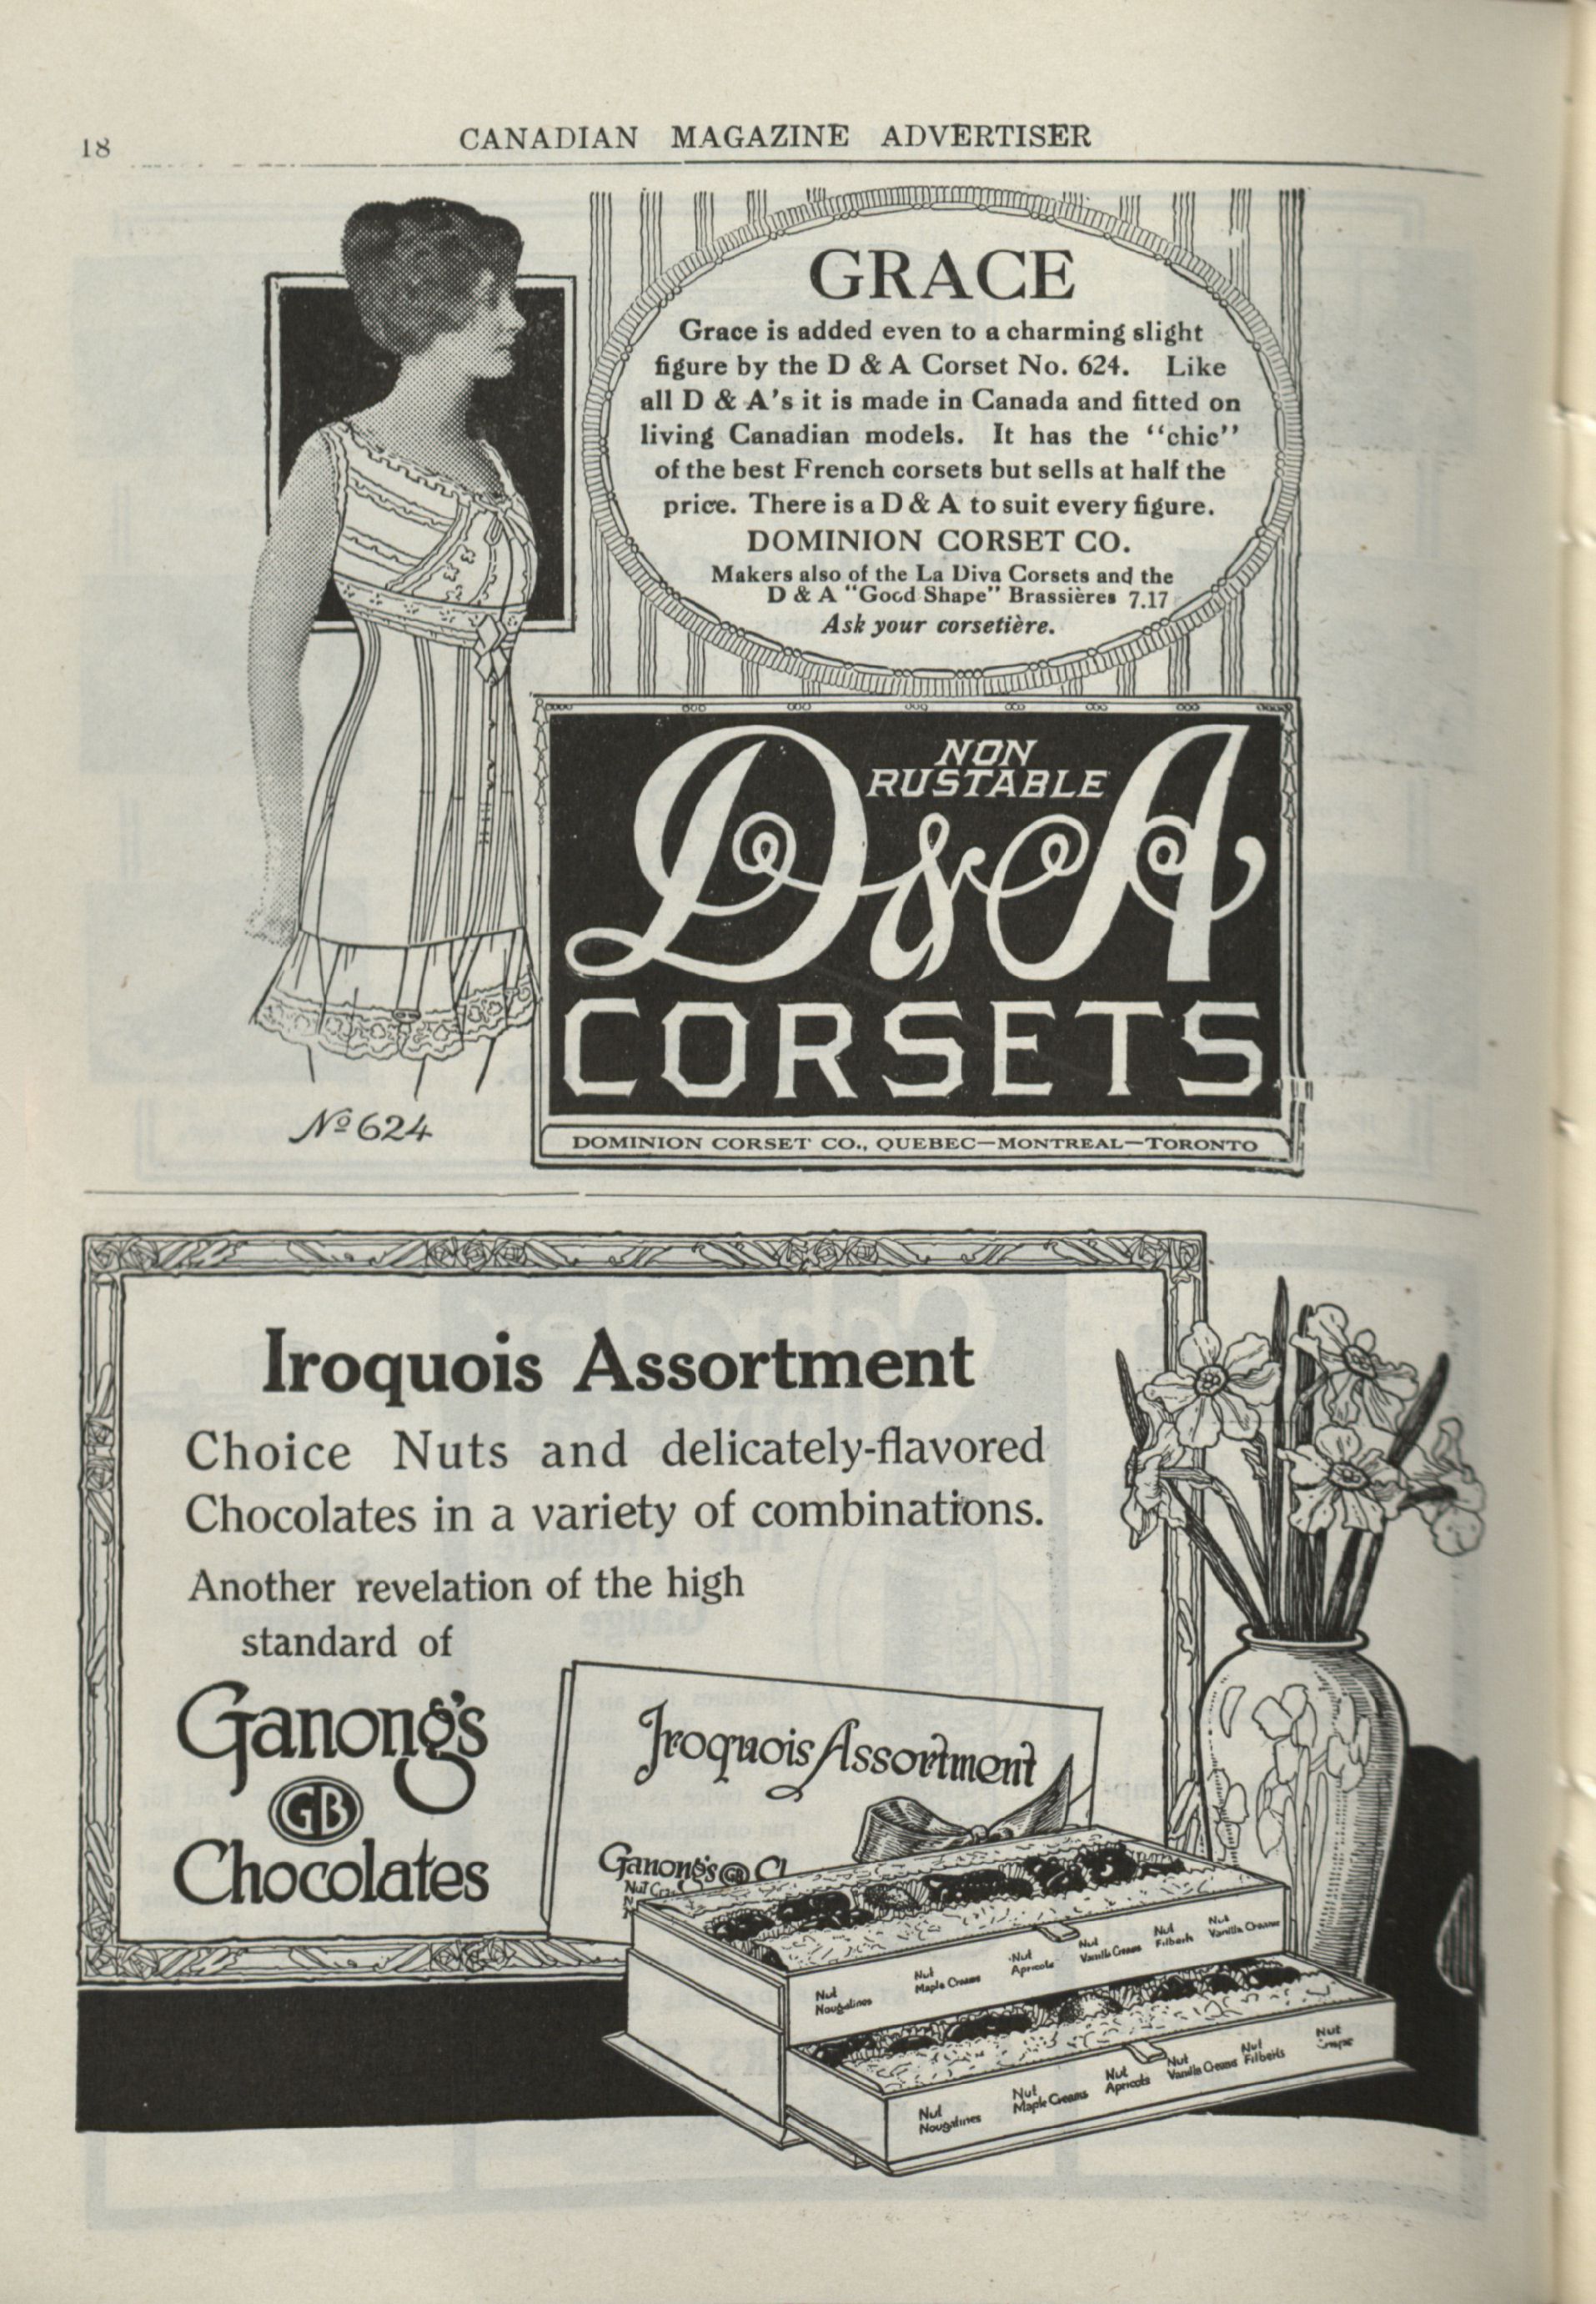 18
CANADIAN MAGAZINE ADVERTISER
GRACE
Grace is added even to a charming slight
figure by the D & A Corset No. 624. Like
all D & A's it is made in Canada and fitted on
living Canadian models. It has the "chic"
of the best French corsets but sells at half the
price. There is a D & A to suit every figure.
DOMINION CORSET CO.
Makers also of the La Diva Corsets and the
D & A "Good Shape" Brassières 7.17
Ask your corsetière.
NON
RUSTABLE
D & A
CORSETS
DOMINION CORSET CO., QUEBEC—MONTREAL—TORONTO
No 624
Iroquois Assortment
Choice Nuts and delicately-flavored
Chocolates in a variety of combinations.
Another revelation of the high
standard of
Ganong's
GB
Chocolates
Iroquois Assortment
Ganong's GB
Nut
Nut
Nougatines
Nut
Maple Creams
Nut
Apricots
Nut
Vanilla Creams
Nut
Filberts
Nut
Vanilla Creams
Nut
Nougatines
Nut
Maple Creams
Nut
Apricots
Nut
Vanilla Creams
Nut
Filberts
Nut